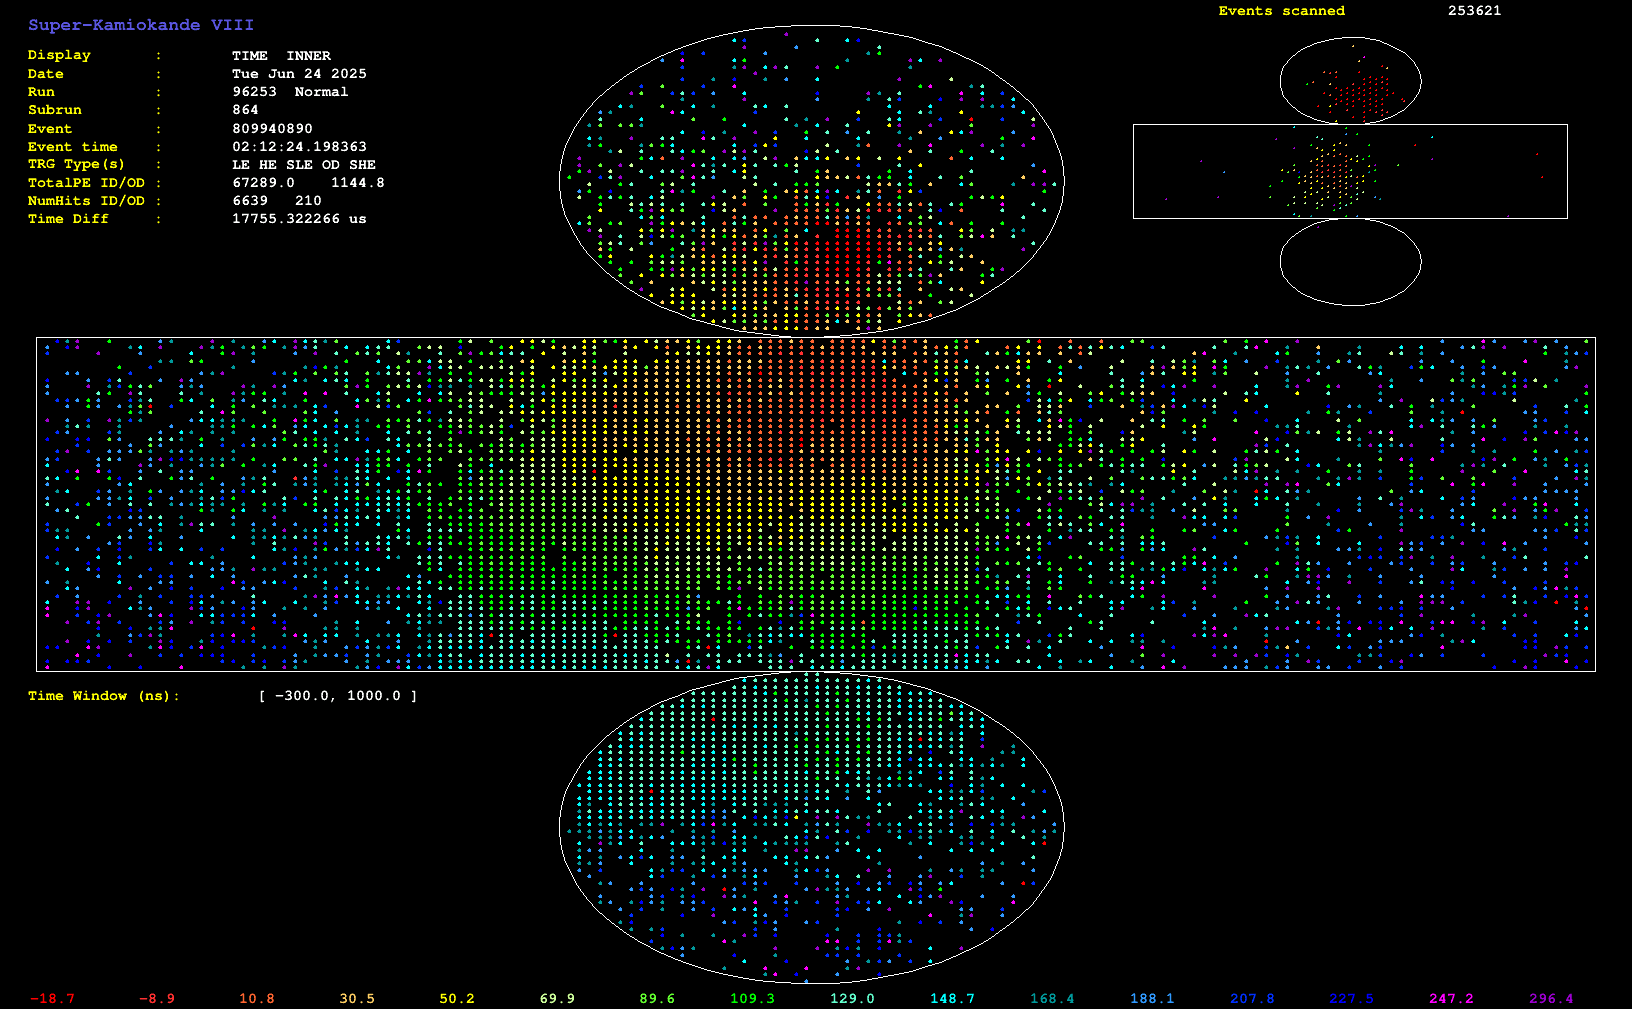 Super-Kamiokande VIII
Events scanned 253621
Display : TIME INNER
Date : Tue Jun 24 2025
Run : 96253 Normal
Subrun : 864
Event : 809940890
Event time : 02:12:24.198363
TRG Type(s) : LE HE SLE OD SHE
TotalPE ID/OD : 67289.0 1144.8
NumHits ID/OD : 6639 210
Time Diff : 17755.322266 us
Time Window (ns): [ -300.0, 1000.0 ]
-18.7 -8.9 10.8 30.5 50.2 69.9 89.6 109.3 129.0 148.7 168.4 188.1 207.8 227.5 247.2 296.4